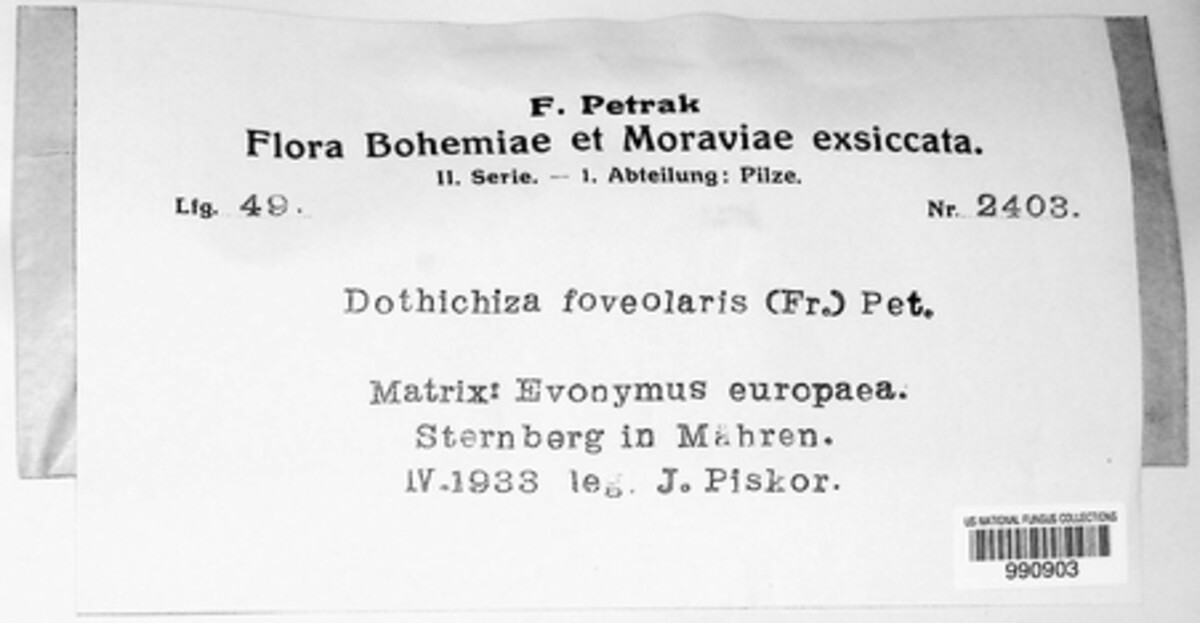 F. Petrak
Flora Bohemiae et Moraviae exsiccata.
II. Serie. — 1. Abteilung: Pilze.
Lfg. 49. Nr. 2403.
Dothichiza foveolaris (Fr.) Pet.
Matrix: Evonymus europaea.
Sternberg in Mähren.
IV.1933 leg. J. Piskor.
US NATIONAL FUNGUS COLLECTIONS
990903